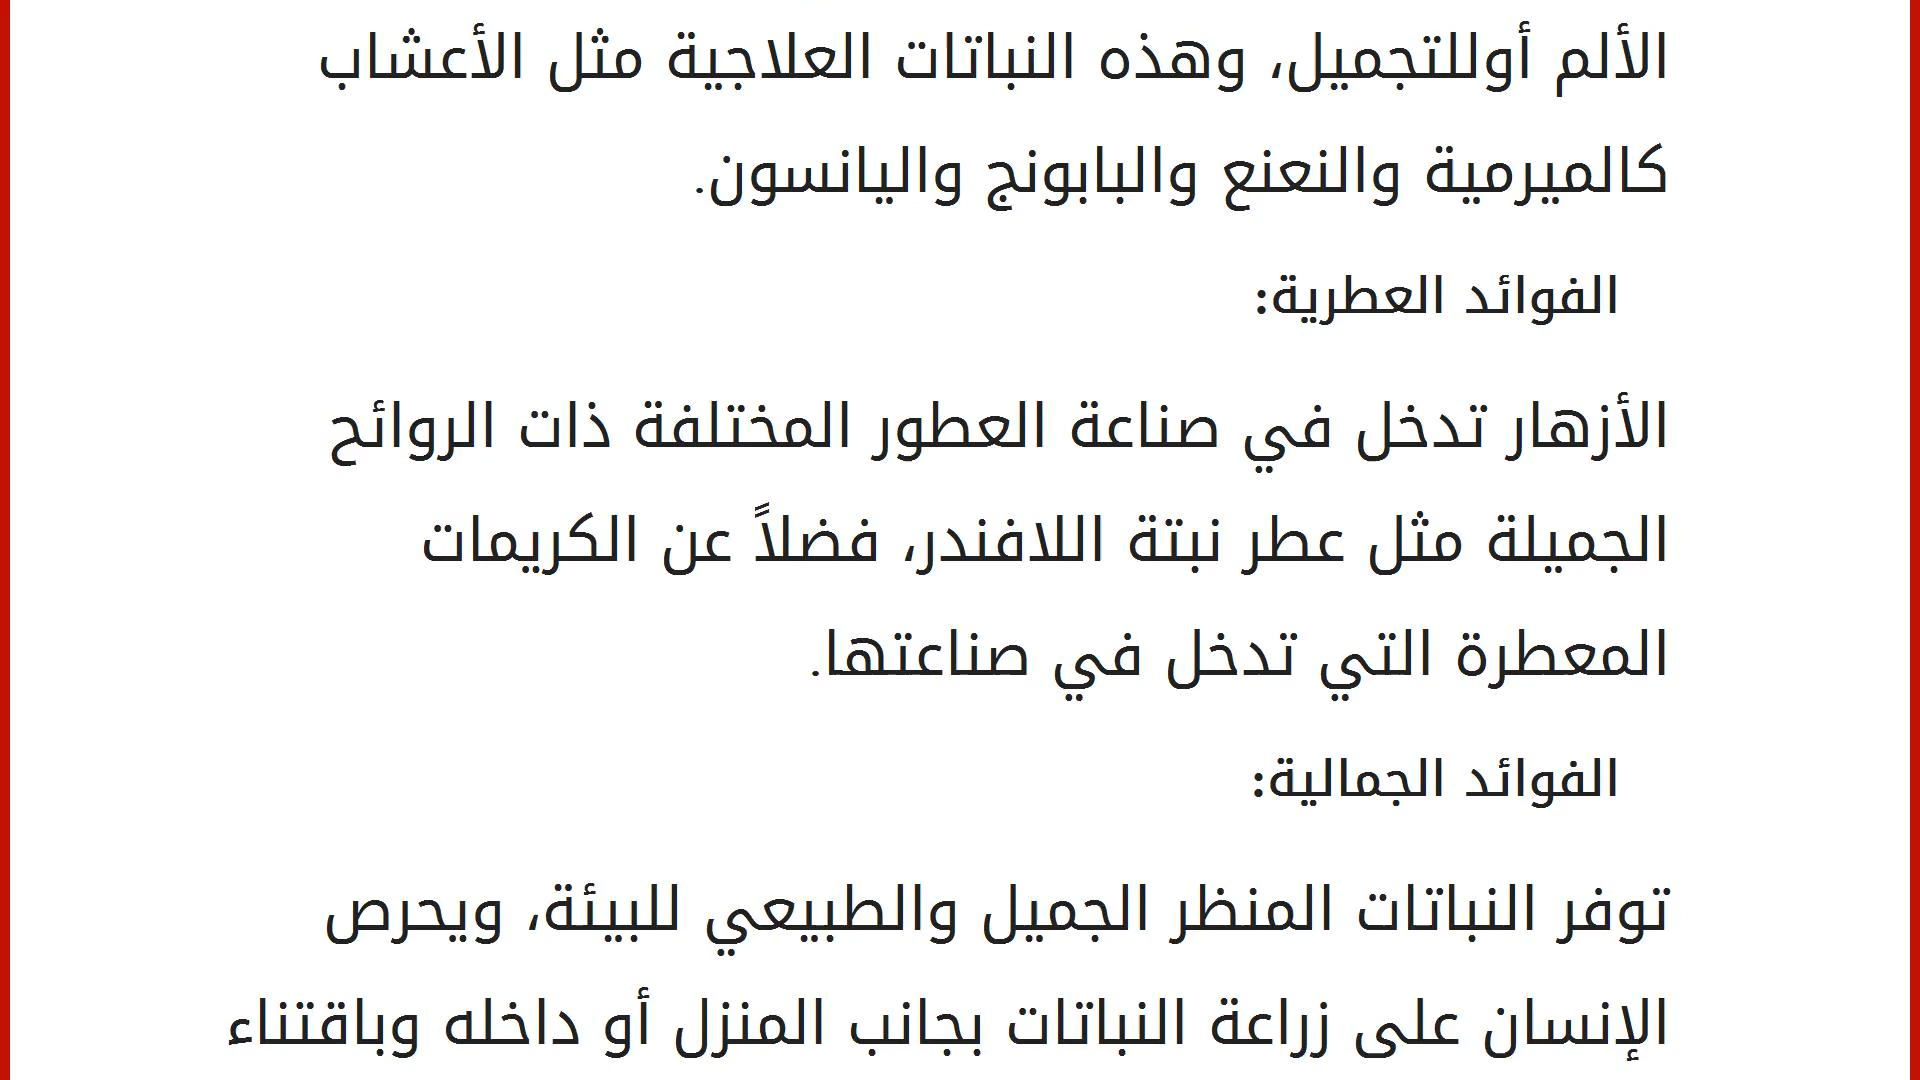 الألم أوللتجميل، وهذه النباتات العلاجية مثل الأعشاب
كالميرمية والنعنع والبابونج واليانسون.
الفوائد العطرية:
الأزهار تدخل في صناعة العطور المختلفة ذات الروائح
الجميلة مثل عطر نبتة اللافندر، فضلاً عن الكريمات
المعطرة التي تدخل في صناعتها.
الفوائد الجمالية:
توفر النباتات المنظر الجميل والطبيعي للبيئة، ويحرص
الإنسان على زراعة النباتات بجانب المنزل أو داخله وباقتناء